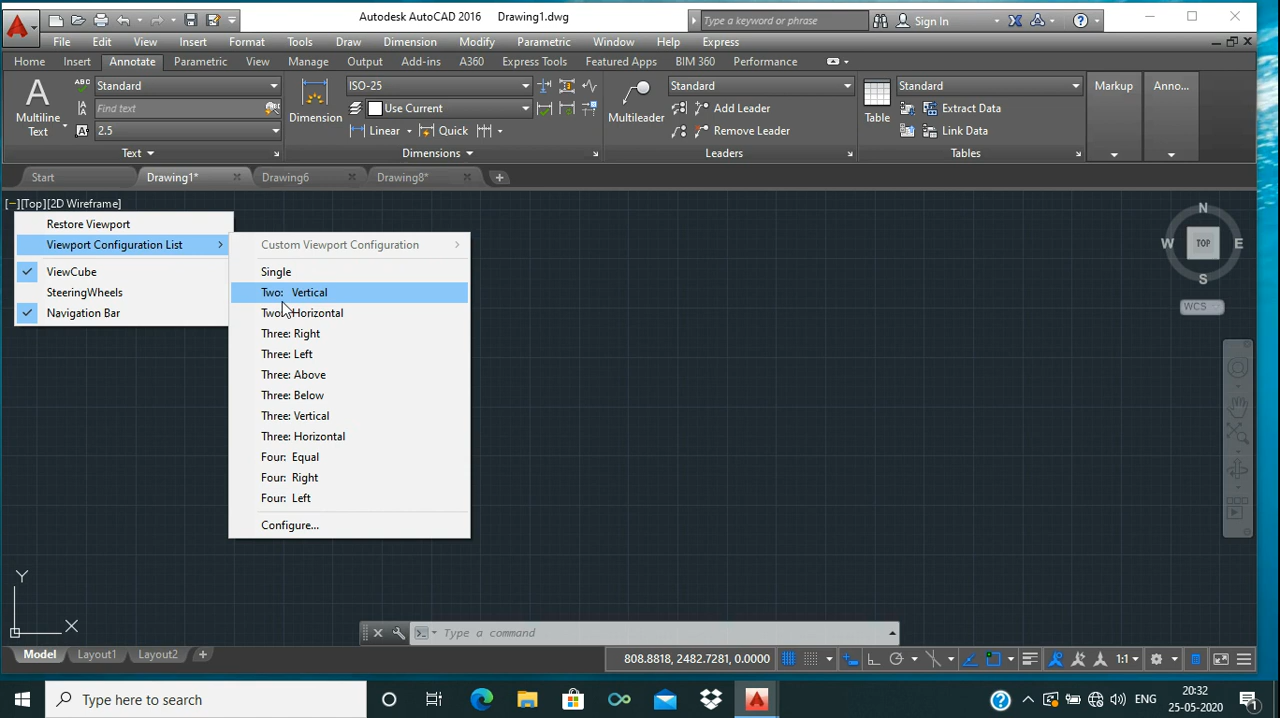 Autodesk AutoCAD 2016 Drawing1.dwg
Type a keyword or phrase
Sign In
File Edit View Insert Format Tools Draw Dimension Modify Parametric Window Help Express
Home Insert Annotate Parametric View Manage Output Add-ins A360 Express Tools Featured Apps BIM 360 Performance
ABC Standard ISO-25 Standard Standard Markup Anno...
Multiline Text Find text Dimension Use Current Multileader Add Leader Table Extract Data
2.5 Linear Quick Remove Leader Link Data
Text Dimensions Leaders Tables
Start Drawing1* Drawing6 Drawing8*
[−][Top][2D Wireframe]
N
W TOP E
S
WCS
Restore Viewport
Viewport Configuration List
ViewCube
SteeringWheels
Navigation Bar
Custom Viewport Configuration
Single
Two: Vertical
Two: Horizontal
Three: Right
Three: Left
Three: Above
Three: Below
Three: Vertical
Three: Horizontal
Four: Equal
Four: Right
Four: Left
Configure...
Y
X
Type a command
Model Layout1 Layout2 808.8818, 2482.7281, 0.0000 1:1
Type here to search ENG 20:32
25-05-2020
1